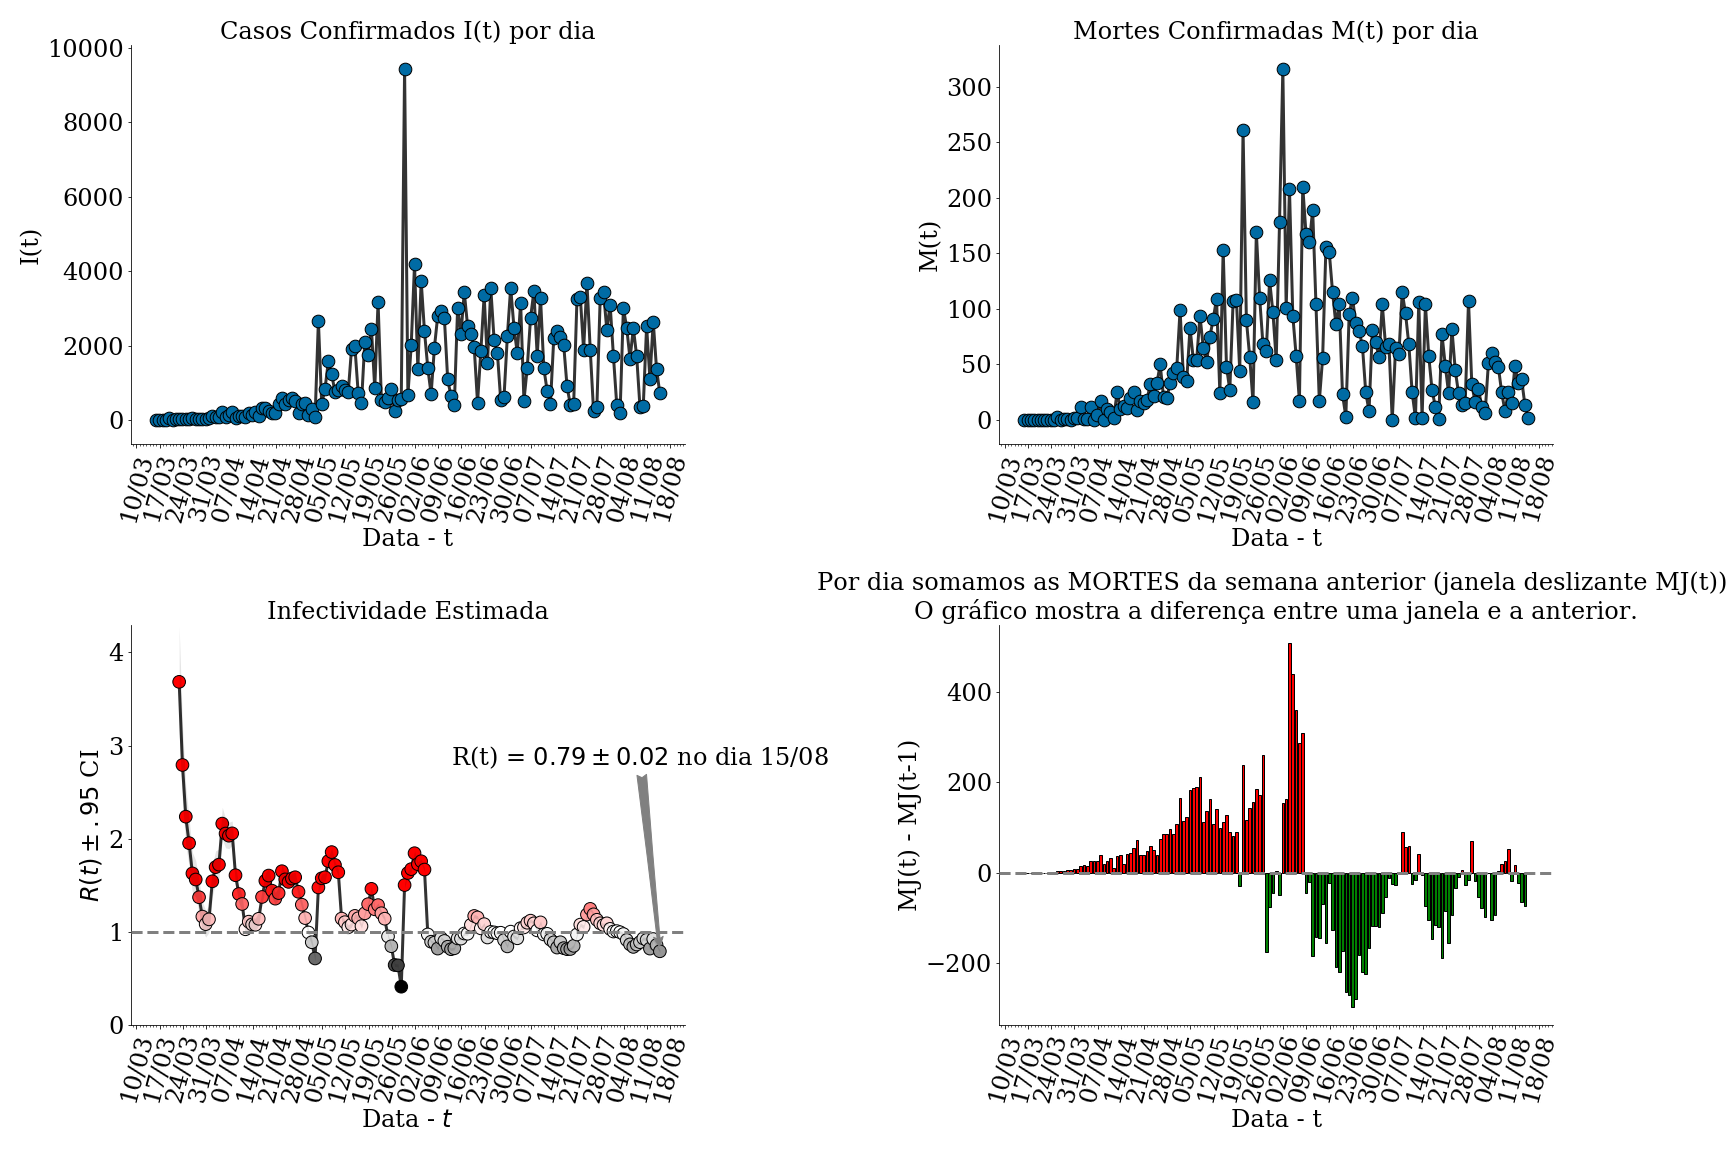 Casos Confirmados I(t) por dia
10000
8000
6000
4000
2000
0
I(t)
10/03 17/03 24/03 31/03 07/04 14/04 21/04 28/04 05/05 12/05 19/05 26/05 02/06 09/06 16/06 23/06 30/06 07/07 14/07 21/07 28/07 04/08 11/08 18/08
Data - t
Mortes Confirmadas M(t) por dia
300
250
200
150
100
50
0
M(t)
10/03 17/03 24/03 31/03 07/04 14/04 21/04 28/04 05/05 12/05 19/05 26/05 02/06 09/06 16/06 23/06 30/06 07/07 14/07 21/07 28/07 04/08 11/08 18/08
Data - t
Infectividade Estimada
4
3
2
1
0
R(t) ± .95 CI
R(t) = 0.79 ± 0.02 no dia 15/08
10/03 17/03 24/03 31/03 07/04 14/04 21/04 28/04 05/05 12/05 19/05 26/05 02/06 09/06 16/06 23/06 30/06 07/07 14/07 21/07 28/07 04/08 11/08 18/08
Data - t
Por dia somamos as MORTES da semana anterior (janela deslizante MJ(t))
O gráfico mostra a diferença entre uma janela e a anterior.
400
200
0
−200
MJ(t) - MJ(t-1)
10/03 17/03 24/03 31/03 07/04 14/04 21/04 28/04 05/05 12/05 19/05 26/05 02/06 09/06 16/06 23/06 30/06 07/07 14/07 21/07 28/07 04/08 11/08 18/08
Data - t